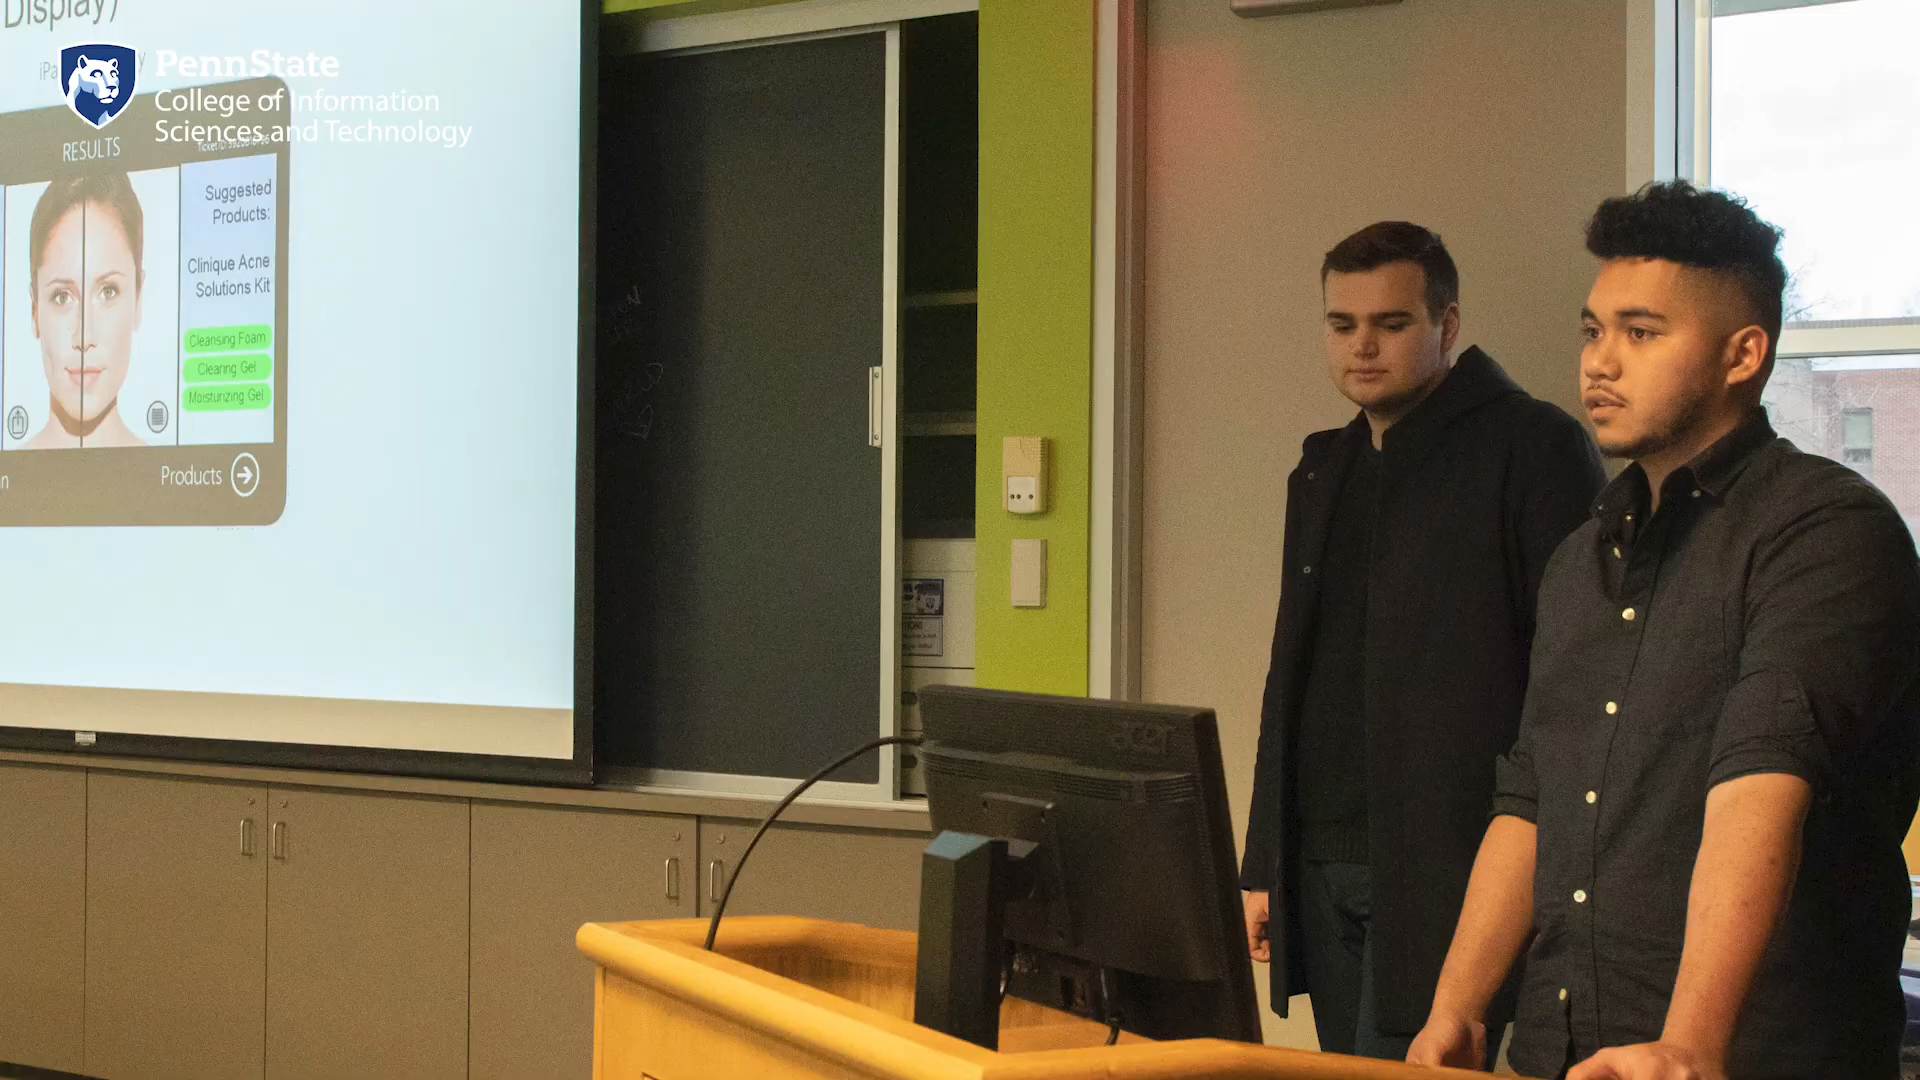 Display)
PennState
College of Information
Sciences and Technology
RESULTS
Suggested
Products:
Clinique Acne
Solutions Kit
Cleansing Foam
Clearing Gel
Moisturizing Gel
Products
acer